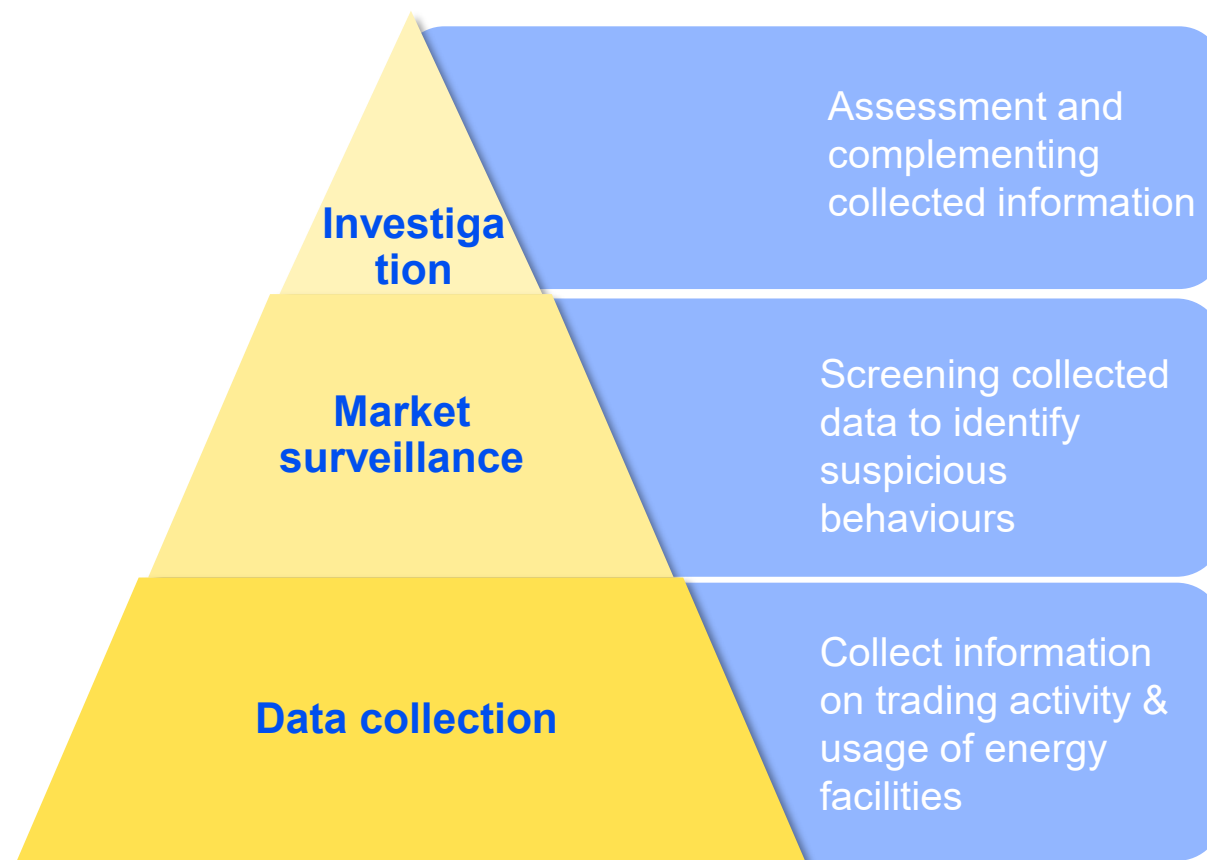 Investiga
tion
Assessment and
complementing
collected information
Market
surveillance
Screening collected
data to identify
suspicious
behaviours
Data collection
Collect information
on trading activity &
usage of energy
facilities